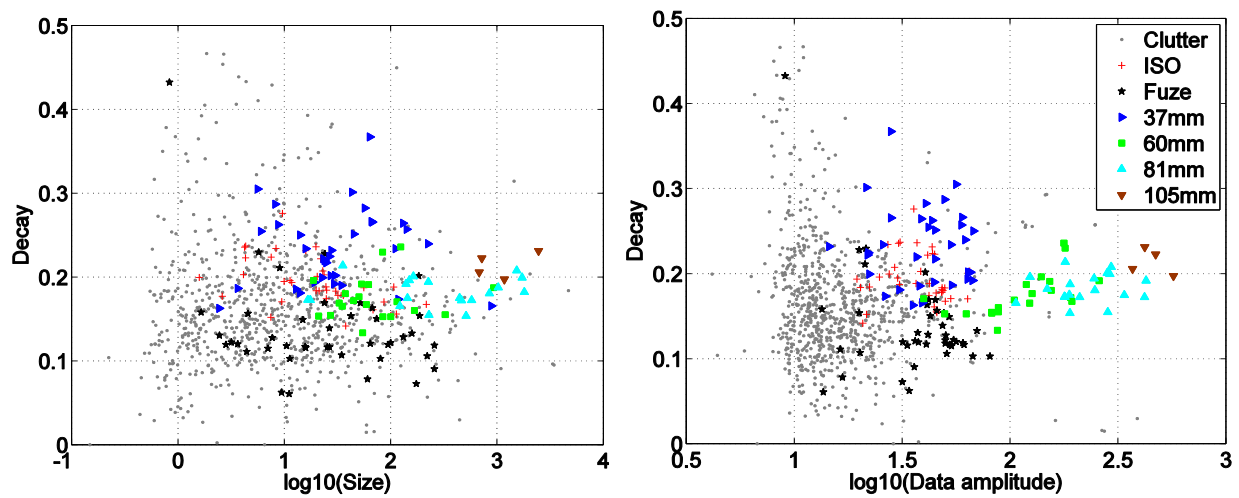 0.5
0.4
0.3
0.2
0.1
0
-1
0
1
2
3
4
Decay
log10(Size)
0.5
0.4
0.3
0.2
0.1
0
0.5
1
1.5
2
2.5
3
Decay
log10(Data amplitude)
Clutter
ISO
Fuze
37mm
60mm
81mm
105mm